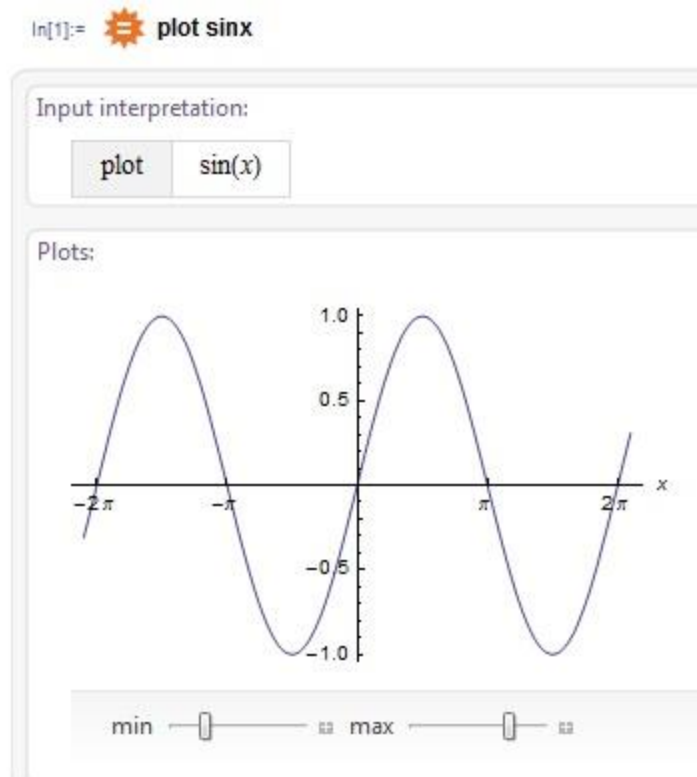 In[1]:= plot sinx
Input interpretation:
plot sin(x)
Plots:
1.0
0.5
-2π -π π 2π x
-0.5
-1.0
min max